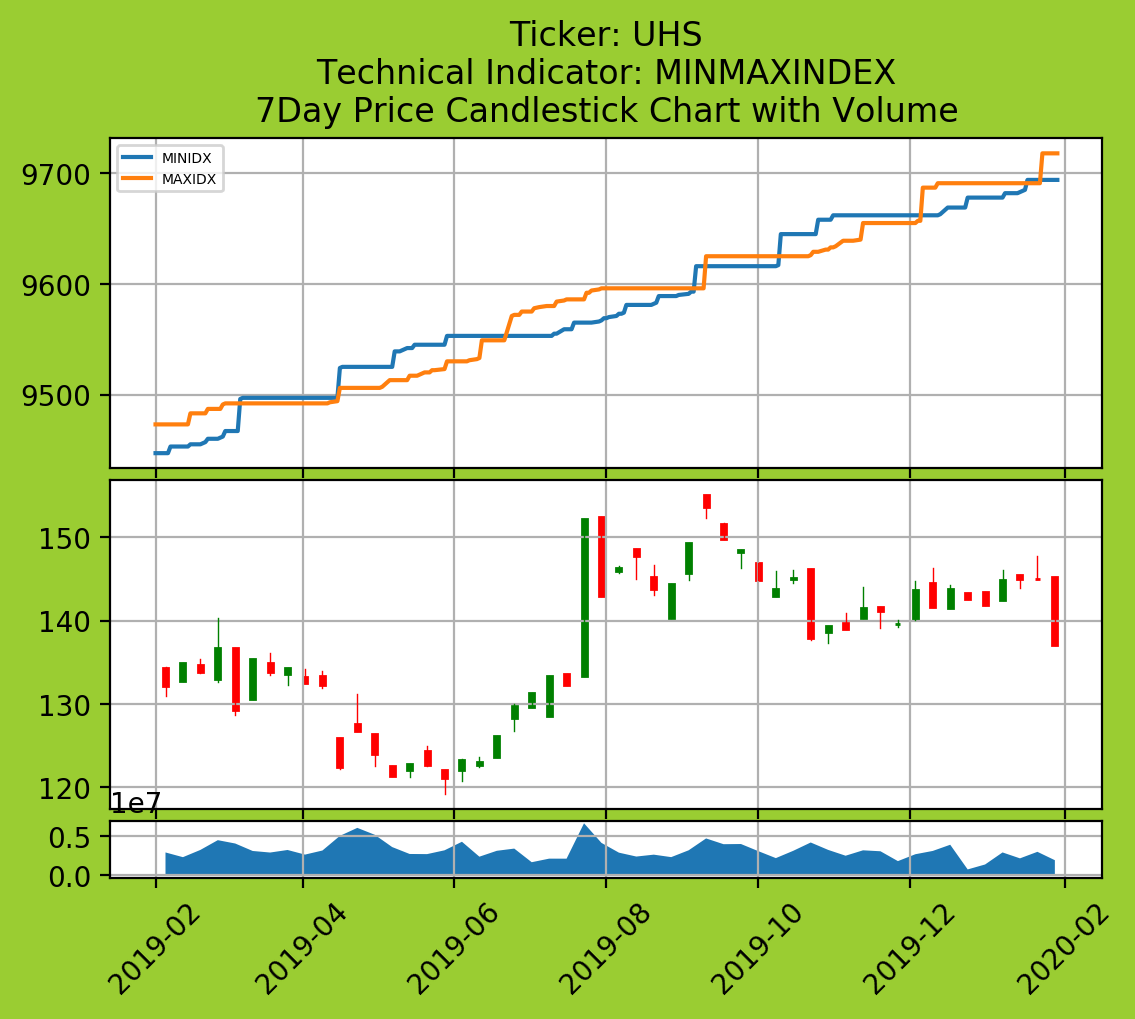 Ticker: UHS
Technical Indicator: MINMAXINDEX
7Day Price Candlestick Chart with Volume
MINIDX
MAXIDX
9700
9600
9500
150
140
130
120
1e7
0.5
0.0
2019-02
2019-04
2019-06
2019-08
2019-10
2019-12
2020-02